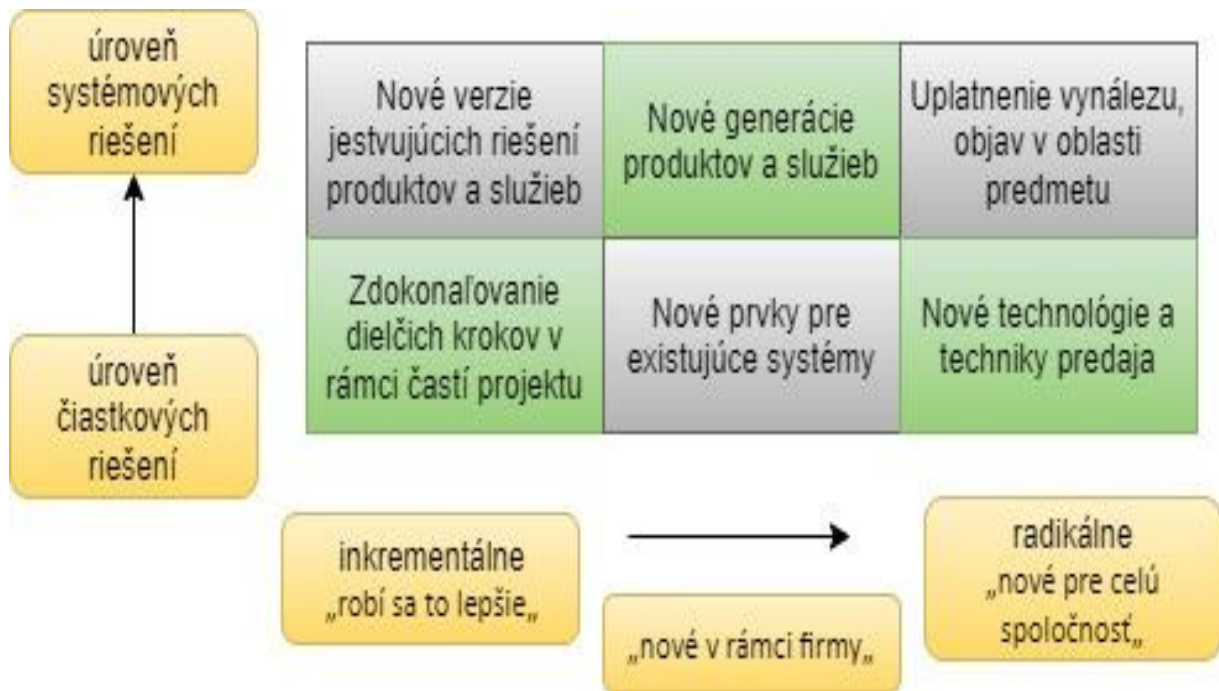 úroveň
systémových
riešení
Nové verzie
jestvujúcich riešení
produktov a služieb
Nové generácie
produktov a služieb
Uplatnenie vynálezu,
objav v oblasti
predmetu
Zdokonaľovanie
dielčich krokov v
rámci častí projektu
Nové prvky pre
existujúce systémy
Nové technológie a
techniky predaja
úroveň
čiastkových
riešení
inkrementálne
„robí sa to lepšie„
„nové v rámci firmy„
radikálne
„nové pre celú
spoločnosť„